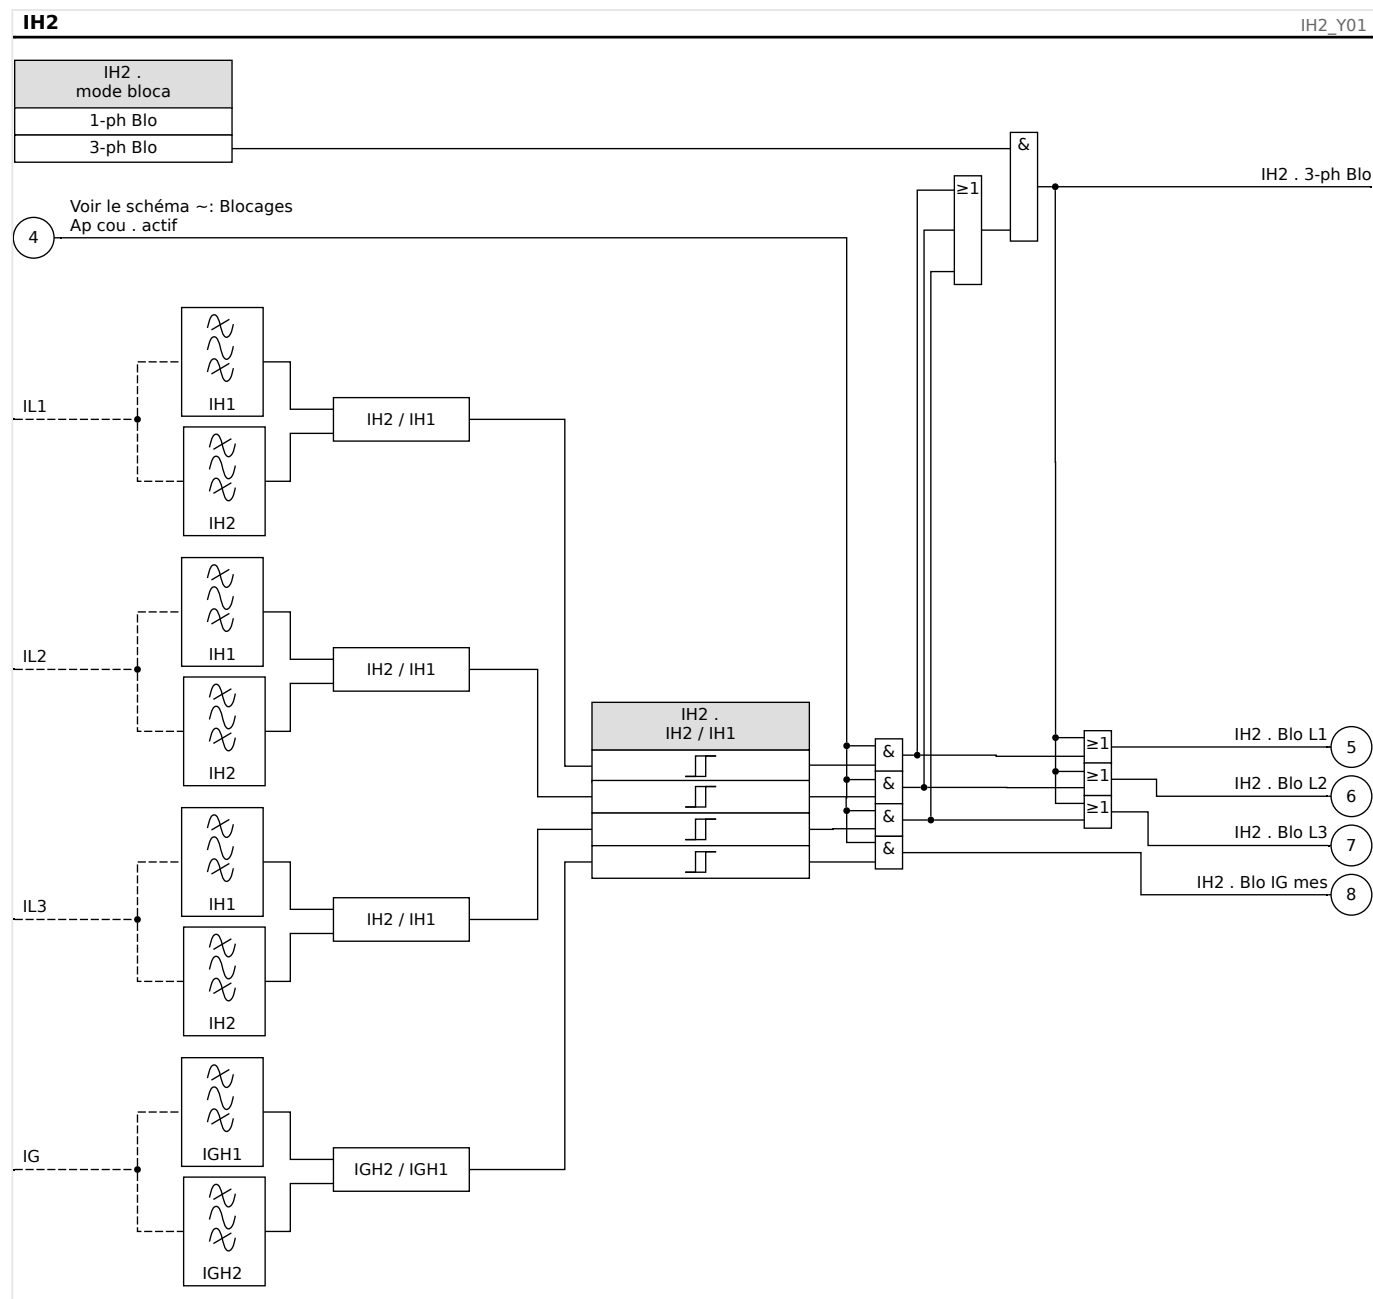 IH2
IH2_Y01
IH2 .
mode bloca
1-ph Blo
3-ph Blo
&
≥1
IH2 . 3-ph Blo
Voir le schéma ~: Blocages
Ap cou . actif
4
IH1
IL1
IH2 / IH1
IH2
IH1
IL2
IH2 / IH1
IH2
IH2 .
IH2 / IH1
&
&
&
&
≥1
≥1
≥1
IH2 . Blo L1
5
IH2 . Blo L2
6
IH2 . Blo L3
7
IH2 . Blo IG mes
8
IH1
IL3
IH2 / IH1
IH2
IGH1
IG
IGH2 / IGH1
IGH2